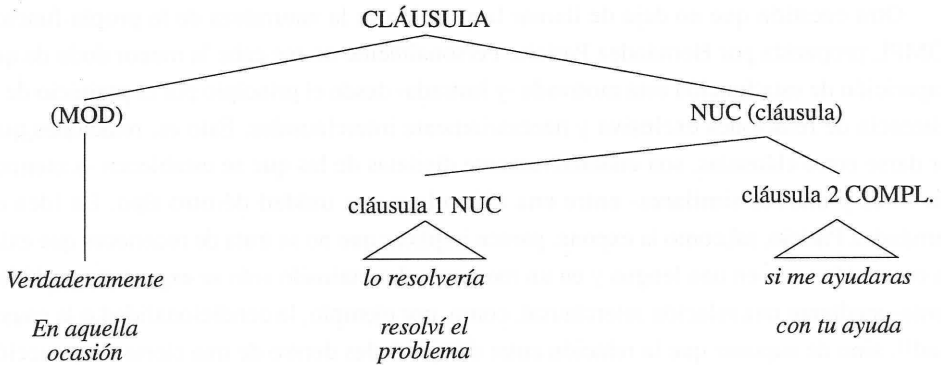 CLÁUSULA
(MOD) NUC (cláusula)
cláusula 1 NUC cláusula 2 COMPL.
Verdaderamente lo resolvería si me ayudaras
En aquella resolví el con tu ayuda
ocasión problema